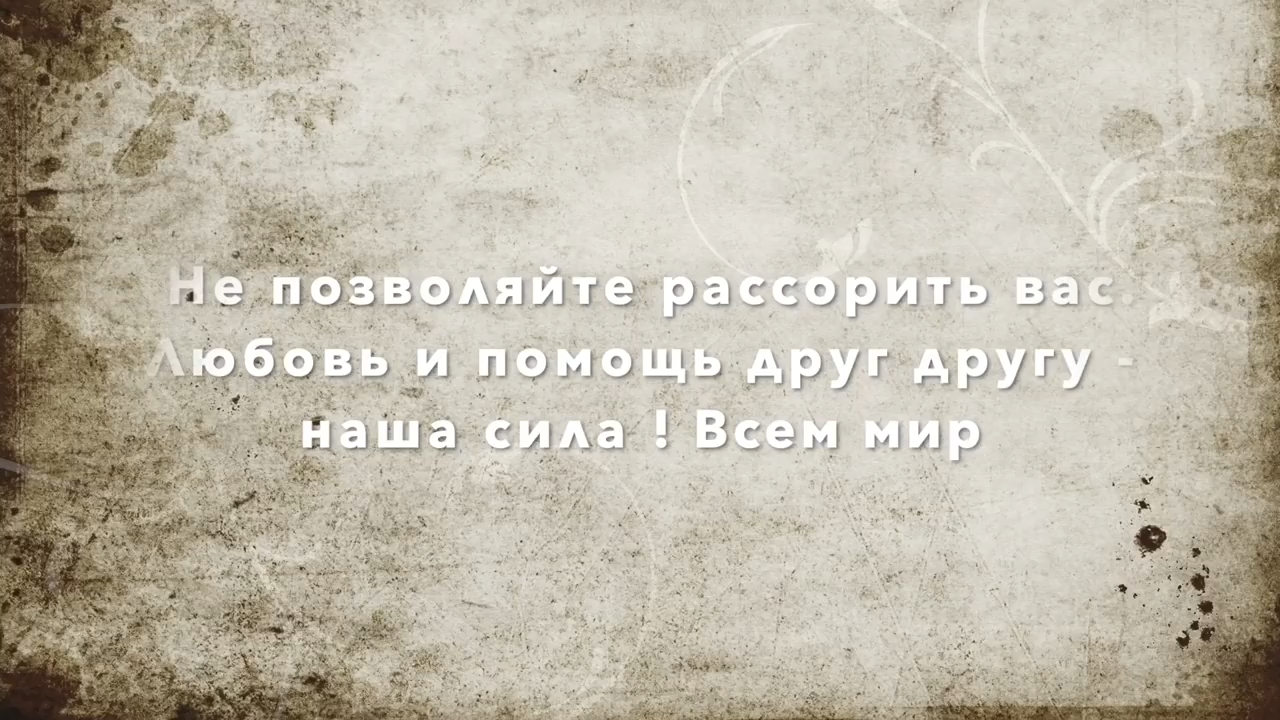 Не позволяйте рассорить вас.
Любовь и помощь друг другу -
наша сила ! Всем мир